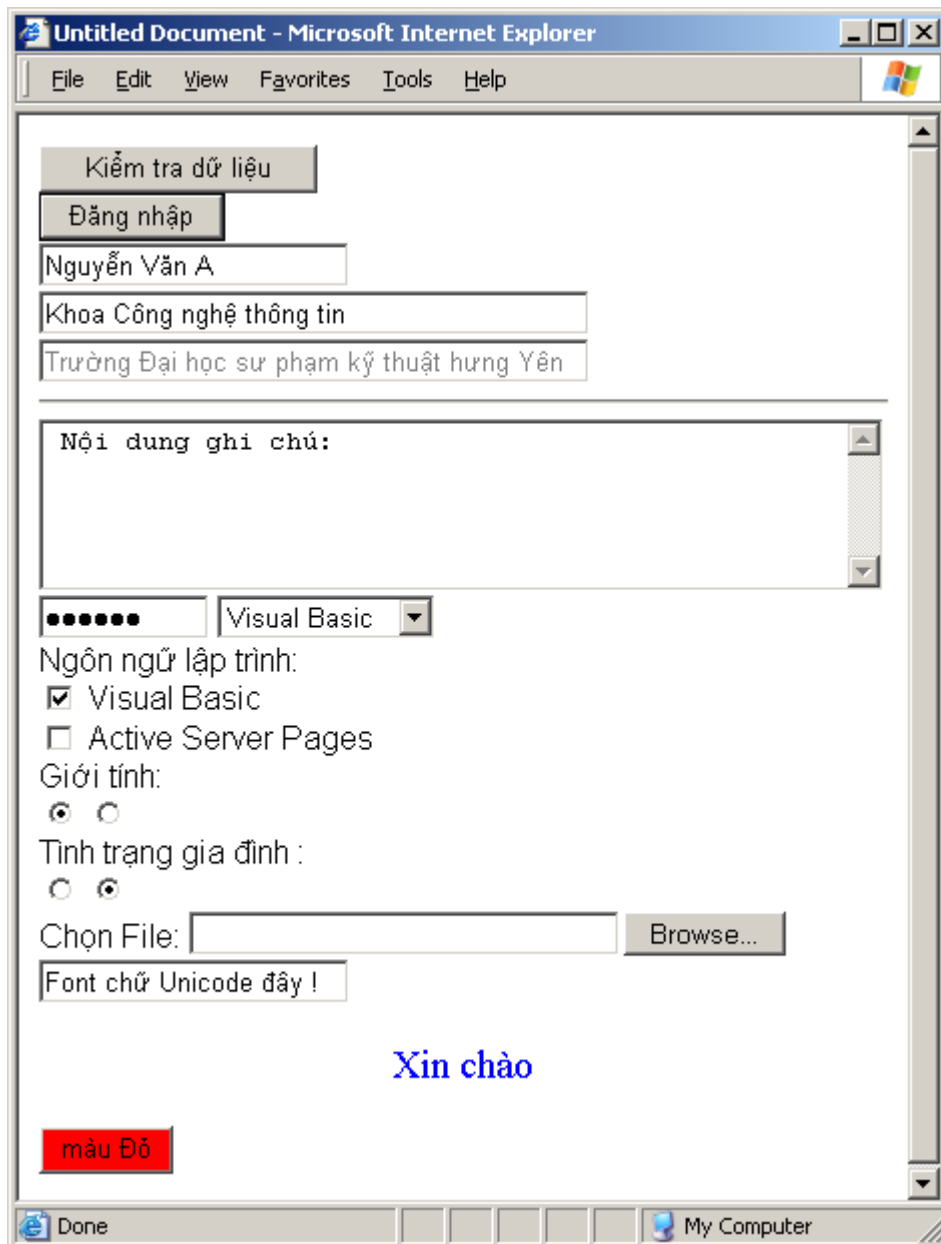 Untitled Document - Microsoft Internet Explorer
File Edit View Favorites Tools Help
Kiểm tra dữ liệu
Đăng nhập
Nguyễn Văn A
Khoa Công nghệ thông tin
Trường Đại học sư phạm kỹ thuật hưng Yên
Nội dung ghi chú:
●●●●●● Visual Basic
Ngôn ngữ lập trình:
Visual Basic
Active Server Pages
Giới tính:
Tình trạng gia đình :
Chọn File: Browse...
Font chữ Unicode đây !
Xin chào
màu Đỏ
Done My Computer